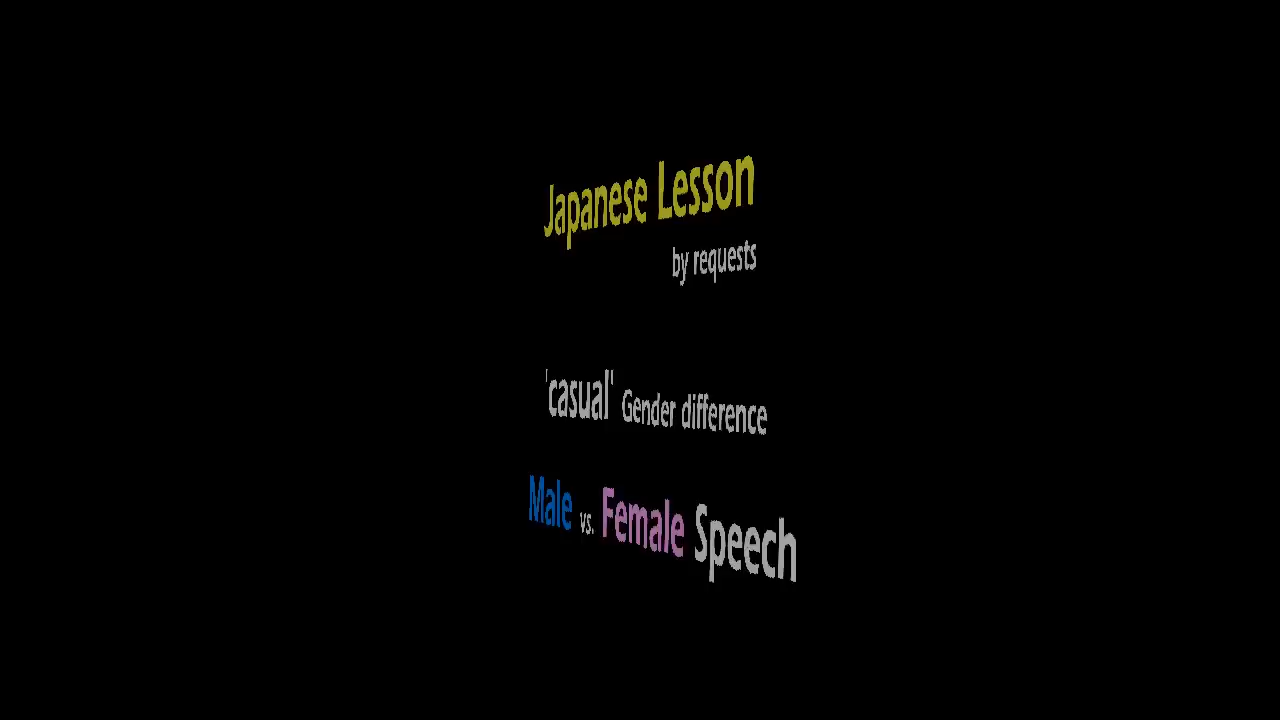 Japanese Lesson
by requests
'casual' Gender difference
Male vs. Female Speech